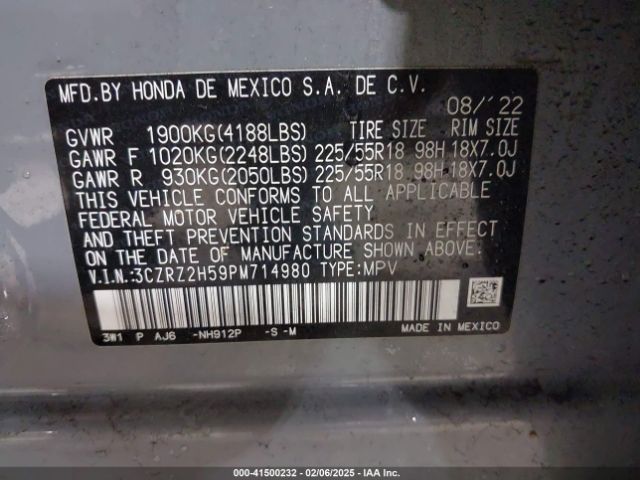 MFD.BY HONDA DE MEXICO S.A. DE C.V.
08/'22
GVWR 1900KG(4188LBS) TIRE SIZE RIM SIZE
GAWR F 1020KG(2248LBS) 225/55R18 98H 18X7.0J
GAWR R 930KG(2050LBS) 225/55R18 98H 18X7.0J
THIS VEHICLE CONFORMS TO ALL APPLICABLE
FEDERAL MOTOR VEHICLE SAFETY
AND THEFT PREVENTION STANDARDS IN EFFECT
ON THE DATE OF MANUFACTURE SHOWN ABOVE.
V.I.N.:3CZRZ2H59PM714980 TYPE:MPV
3W1 P AJ6 -NH912P -S -M
MADE IN MEXICO
000-41500232 - 02/06/2025 - IAA Inc.